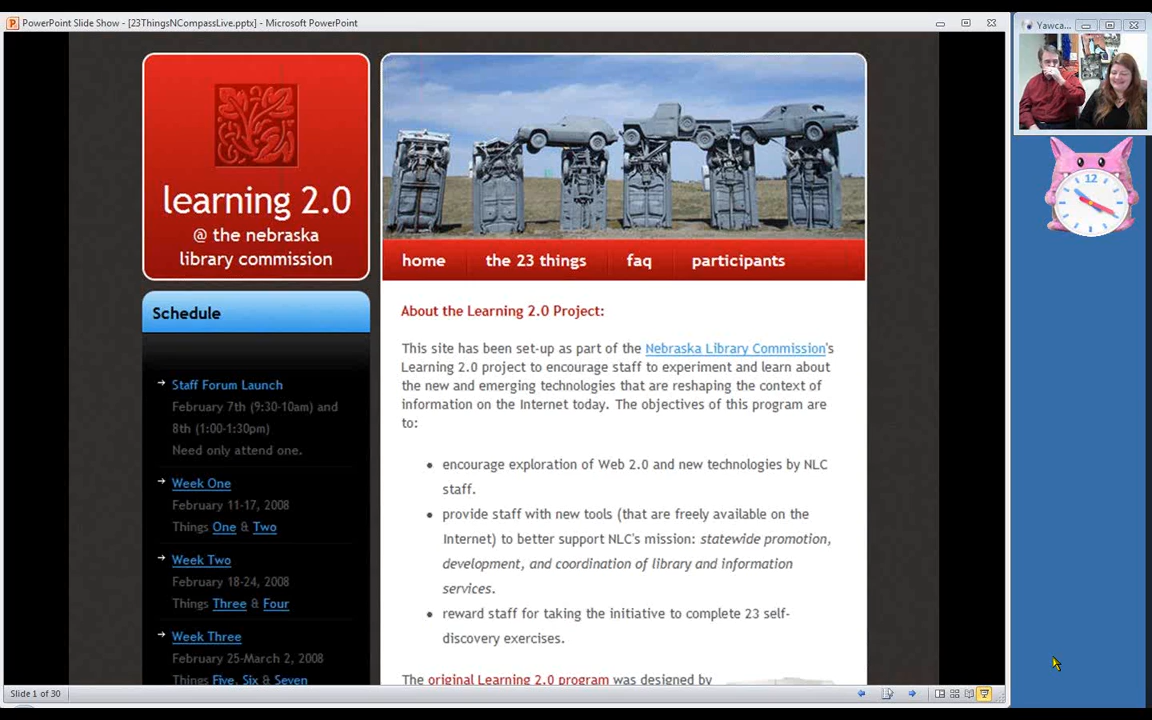 PowerPoint Slide Show - [23ThingsNCompassLive.pptx] - Microsoft PowerPoint
Yawca...
learning 2.0
@ the nebraska
library commission
home
the 23 things
faq
participants
Schedule
Staff Forum Launch
February 7th (9:30-10am) and
8th (1:00-1:30pm)
Need only attend one.
Week One
February 11-17, 2008
Things One & Two
Week Two
February 18-24, 2008
Things Three & Four
Week Three
February 25-March 2, 2008
Things Five, Six & Seven
About the Learning 2.0 Project:
This site has been set-up as part of the Nebraska Library Commission's
Learning 2.0 project to encourage staff to experiment and learn about
the new and emerging technologies that are reshaping the context of
information on the Internet today. The objectives of this program are
to:
• encourage exploration of Web 2.0 and new technologies by NLC
staff.
• provide staff with new tools (that are freely available on the
Internet) to better support NLC's mission: statewide promotion,
development, and coordination of library and information
services.
• reward staff for taking the initiative to complete 23 self-
discovery exercises.
The original Learning 2.0 program was designed by
12
Slide 1 of 30